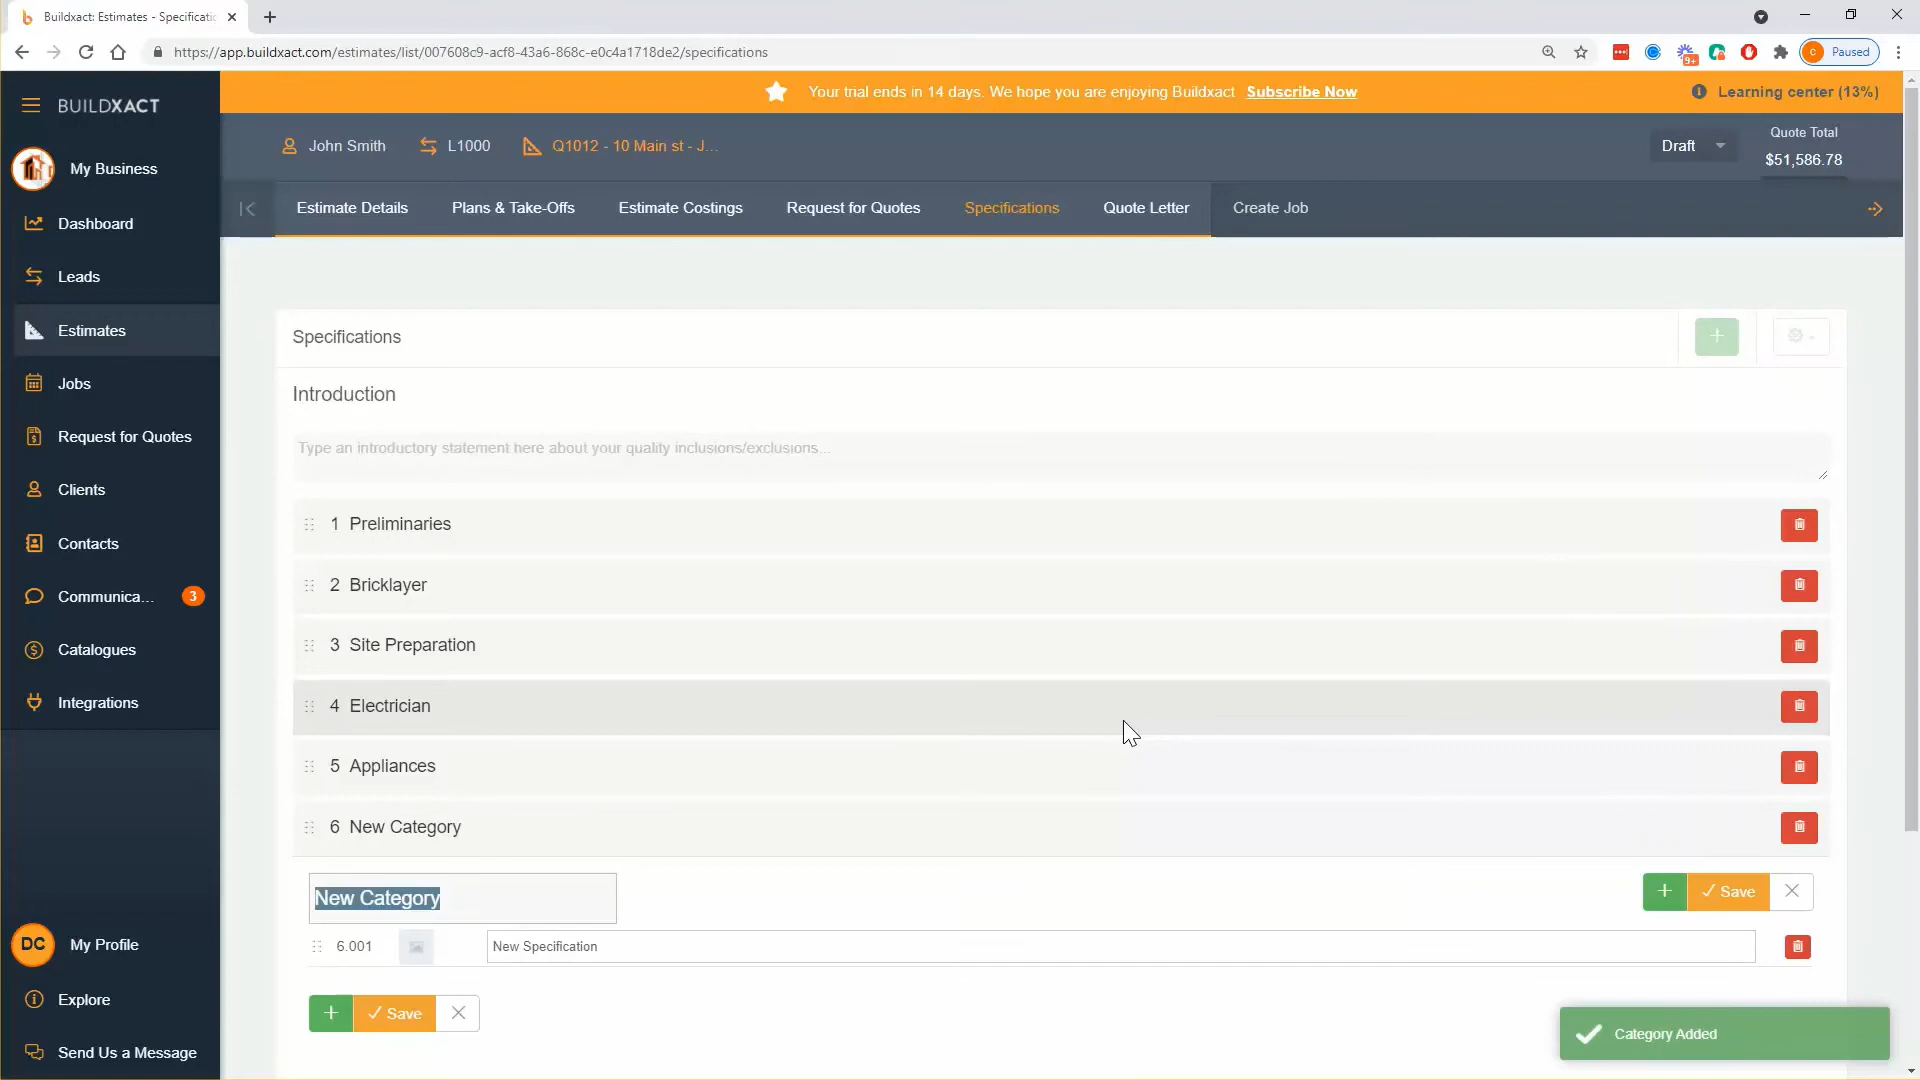 Buildxact: Estimates - Specificatic
https://app.buildxact.com/estimates/list/007608c9-acf8-43a6-868c-e0c4a1718de2/specifications
9+
C Paused
BUILDXACT
Your trial ends in 14 days. We hope you are enjoying Buildxact Subscribe Now
Learning center (13%)
My Business
John Smith
L1000
Q1012 - 10 Main st - J...
Draft
Quote Total
$51,586.78
Estimate Details
Plans & Take-Offs
Estimate Costings
Request for Quotes
Specifications
Quote Letter
Create Job
Dashboard
Leads
Estimates
Jobs
Request for Quotes
Clients
Contacts
Communica... 3
Catalogues
Integrations
DC My Profile
Explore
Send Us a Message
Specifications
Introduction
Type an introductory statement here about your quality inclusions/exclusions...
1 Preliminaries
2 Bricklayer
3 Site Preparation
4 Electrician
5 Appliances
6 New Category
New Category
Save
6.001 New Specification
Save
Category Added